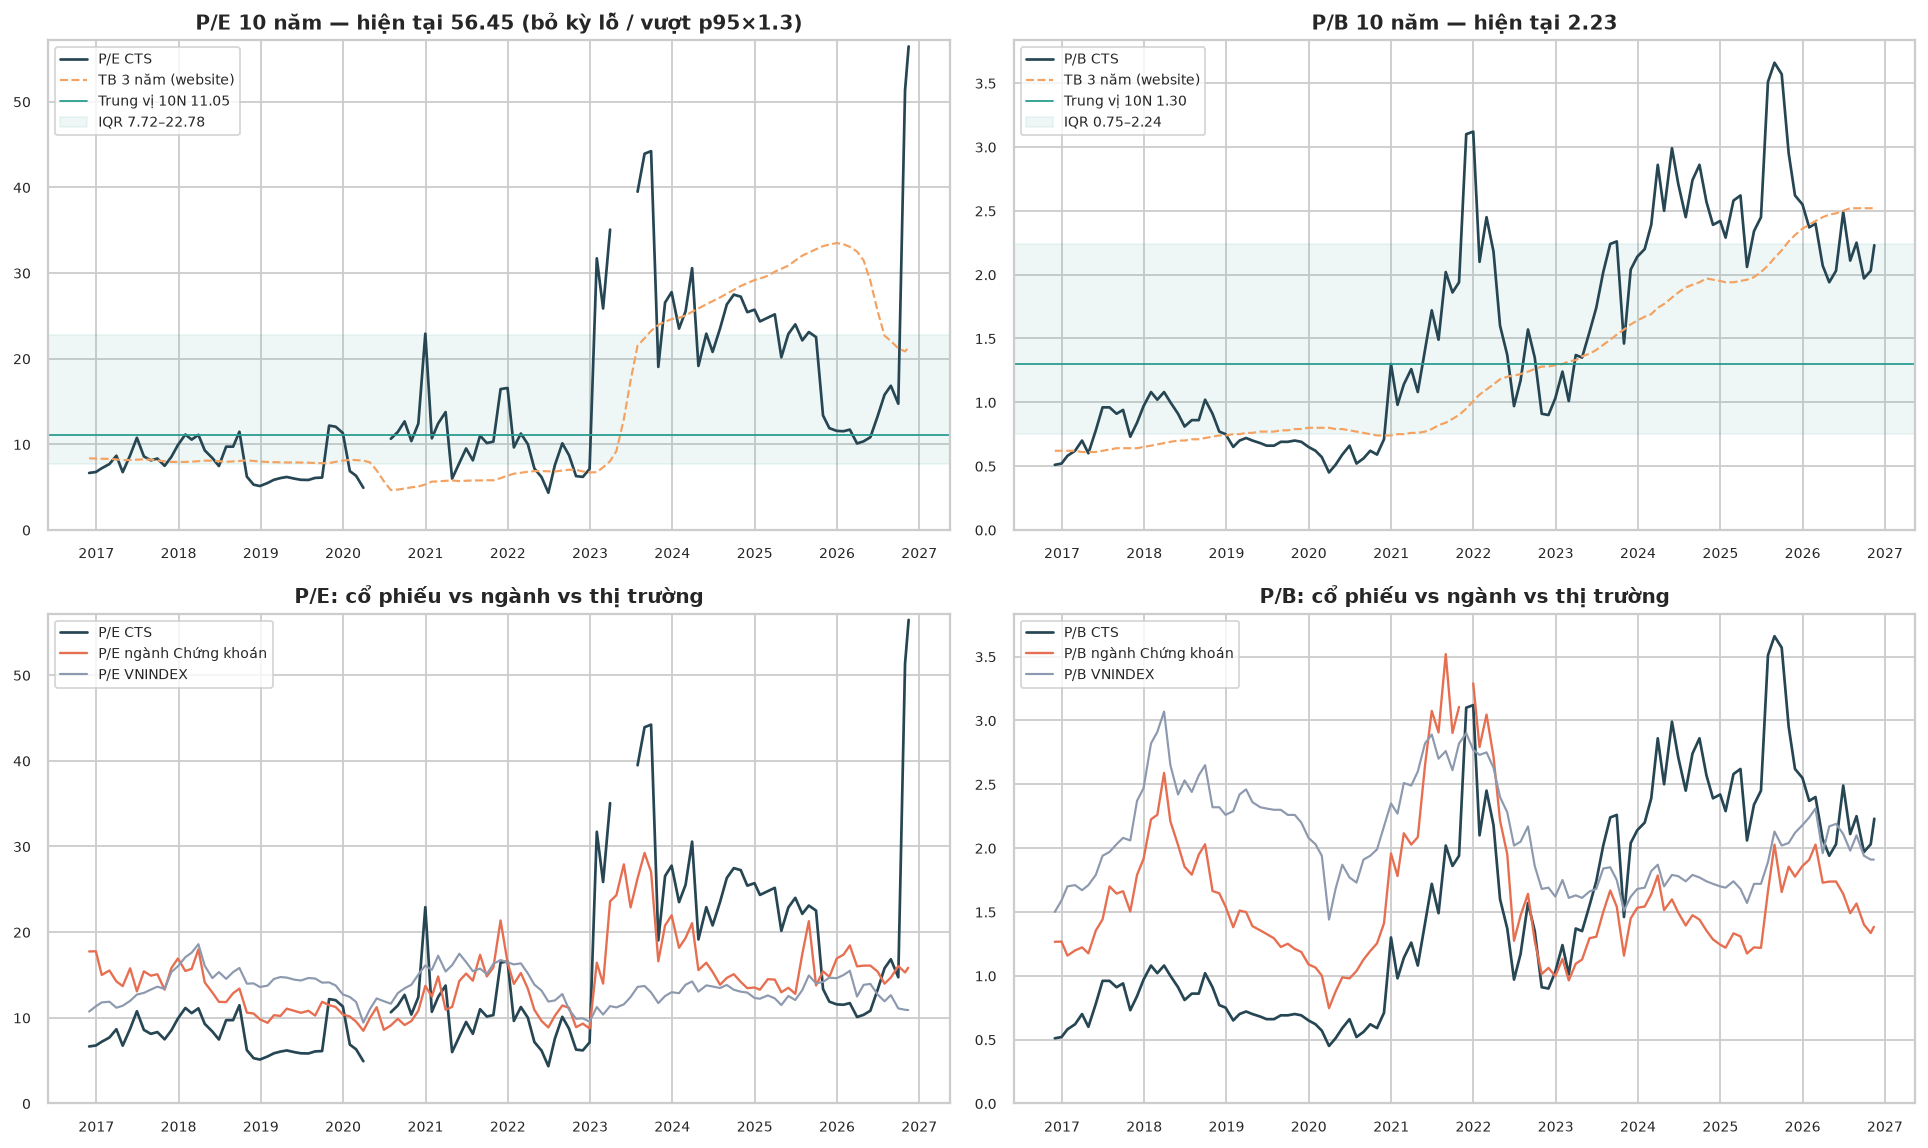 P/E 10 năm — hiện tại 56.45 (bỏ kỳ lỗ / vượt p95×1.3)
P/E CTS
TB 3 năm (website)
Trung vị 10N 11.05
IQR 7.72–22.78
50
40
30
20
10
0
2017 2018 2019 2020 2021 2022 2023 2024 2025 2026 2027
P/B 10 năm — hiện tại 2.23
P/B CTS
TB 3 năm (website)
Trung vị 10N 1.30
IQR 0.75–2.24
3.5
3.0
2.5
2.0
1.5
1.0
0.5
0.0
2017 2018 2019 2020 2021 2022 2023 2024 2025 2026 2027
P/E: cổ phiếu vs ngành vs thị trường
P/E CTS
P/E ngành Chứng khoán
P/E VNINDEX
50
40
30
20
10
0
2017 2018 2019 2020 2021 2022 2023 2024 2025 2026 2027
P/B: cổ phiếu vs ngành vs thị trường
P/B CTS
P/B ngành Chứng khoán
P/B VNINDEX
3.5
3.0
2.5
2.0
1.5
1.0
0.5
0.0
2017 2018 2019 2020 2021 2022 2023 2024 2025 2026 2027